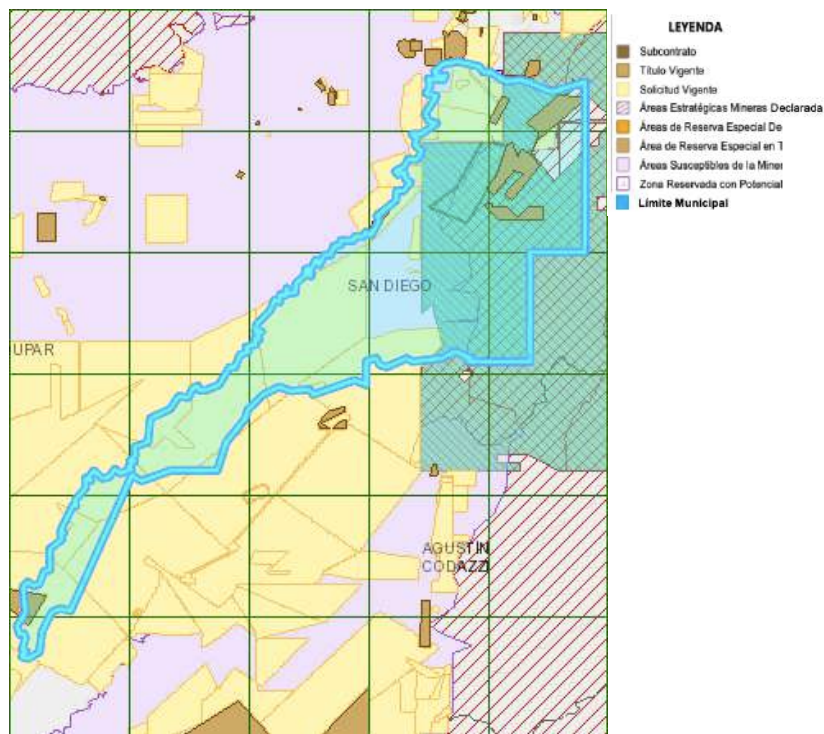 LEYENDA
Subcontrato
Título Vigente
Solicitud Vigente
Áreas Estratégicas Mineras Declarada
Áreas de Reserva Especial De
Área de Reserva Especial en T
Áreas Susceptibles de la Miner
Zona Reservada con Potencial
Límite Municipal
SAN DIEGO
UPAR
AGUSTÍN
CODAZZI